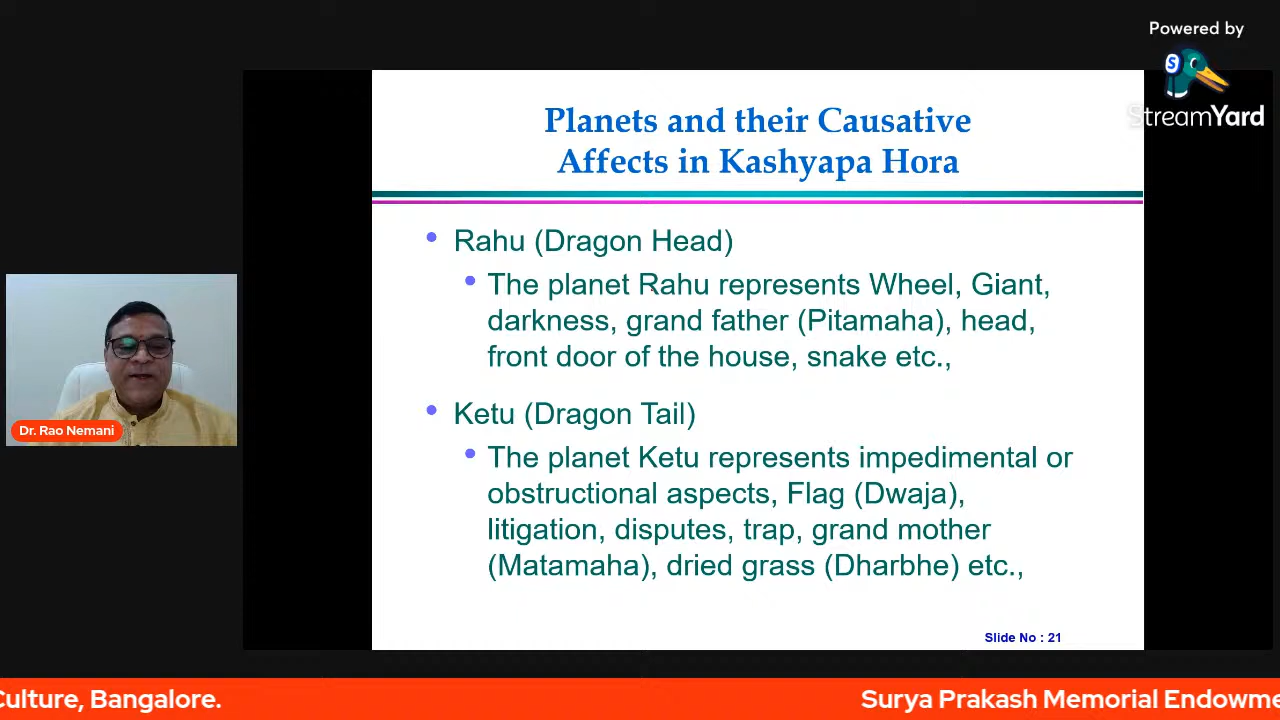 Powered by
StreamYard
Planets and their Causative
Affects in Kashyapa Hora
Rahu (Dragon Head)
The planet Rahu represents Wheel, Giant,
darkness, grand father (Pitamaha), head,
front door of the house, snake etc.,
Ketu (Dragon Tail)
The planet Ketu represents impedimental or
obstructional aspects, Flag (Dwaja),
litigation, disputes, trap, grand mother
(Matamaha), dried grass (Dharbhe) etc.,
Slide No : 21
Dr. Rao Nemani
Culture, Bangalore.
Surya Prakash Memorial Endowme